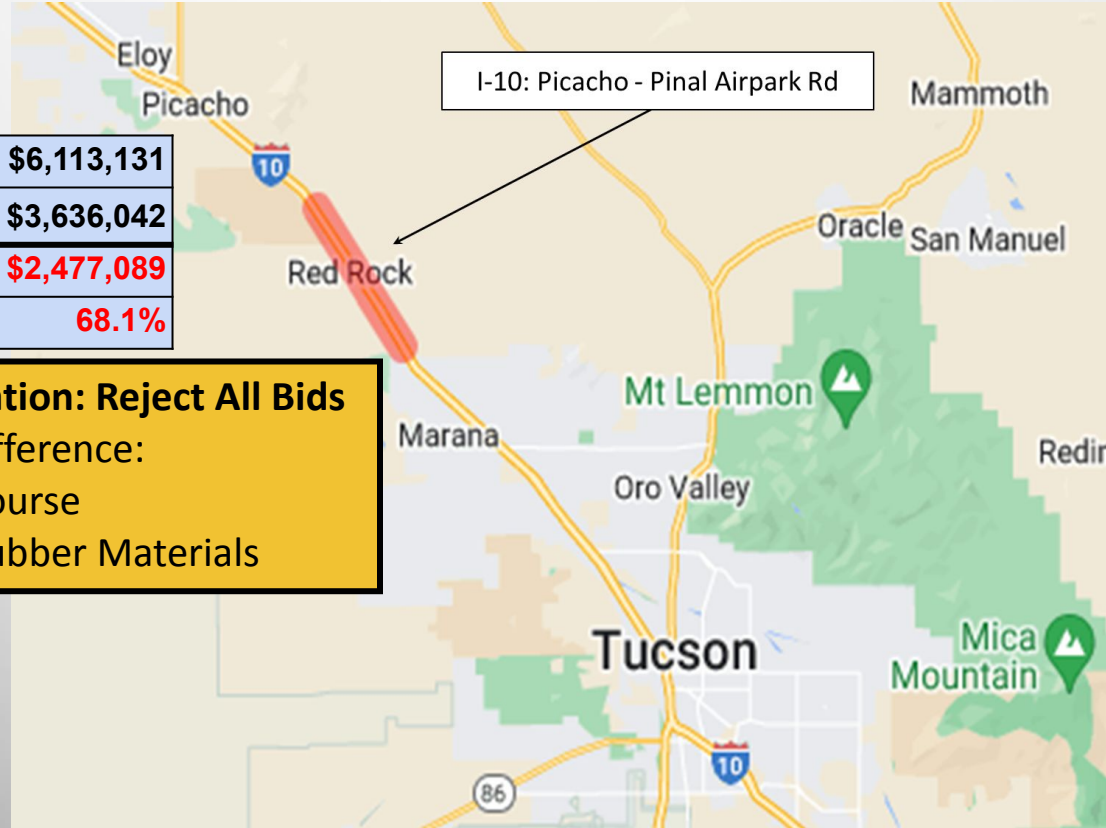 Eloy
Picacho
I-10: Picacho - Pinal Airpark Rd
Mammoth
$6,113,131
$3,636,042
$2,477,089
68.1%
10
Oracle
San Manuel
Red Rock
ation: Reject All Bids
fference:
ourse
ubber Materials
Mt Lemmon
Marana
Redin
Oro Valley
Tucson
Mica
Mountain
10
86